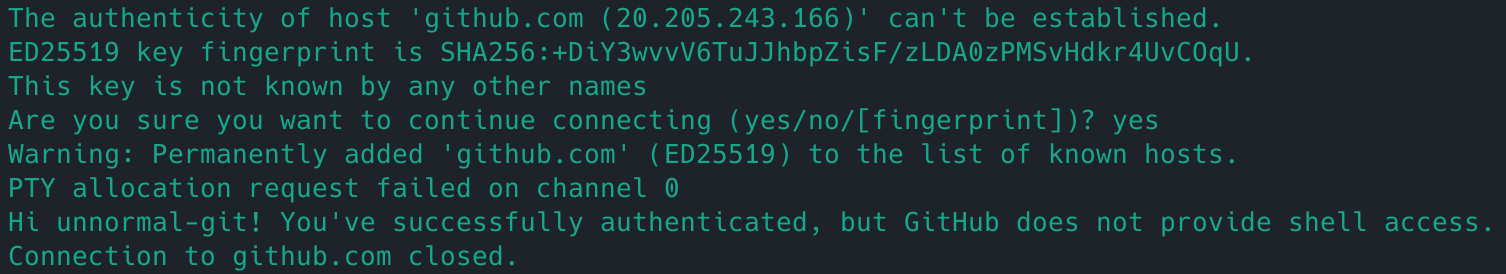 The authenticity of host 'github.com (20.205.243.166)' can't be established.
ED25519 key fingerprint is SHA256:+DiY3wvvV6TuJJhbpZisF/zLDA0zPMSvHdkr4UvCOqU.
This key is not known by any other names
Are you sure you want to continue connecting (yes/no/[fingerprint])? yes
Warning: Permanently added 'github.com' (ED25519) to the list of known hosts.
PTY allocation request failed on channel 0
Hi unnormal-git! You've successfully authenticated, but GitHub does not provide shell access.
Connection to github.com closed.